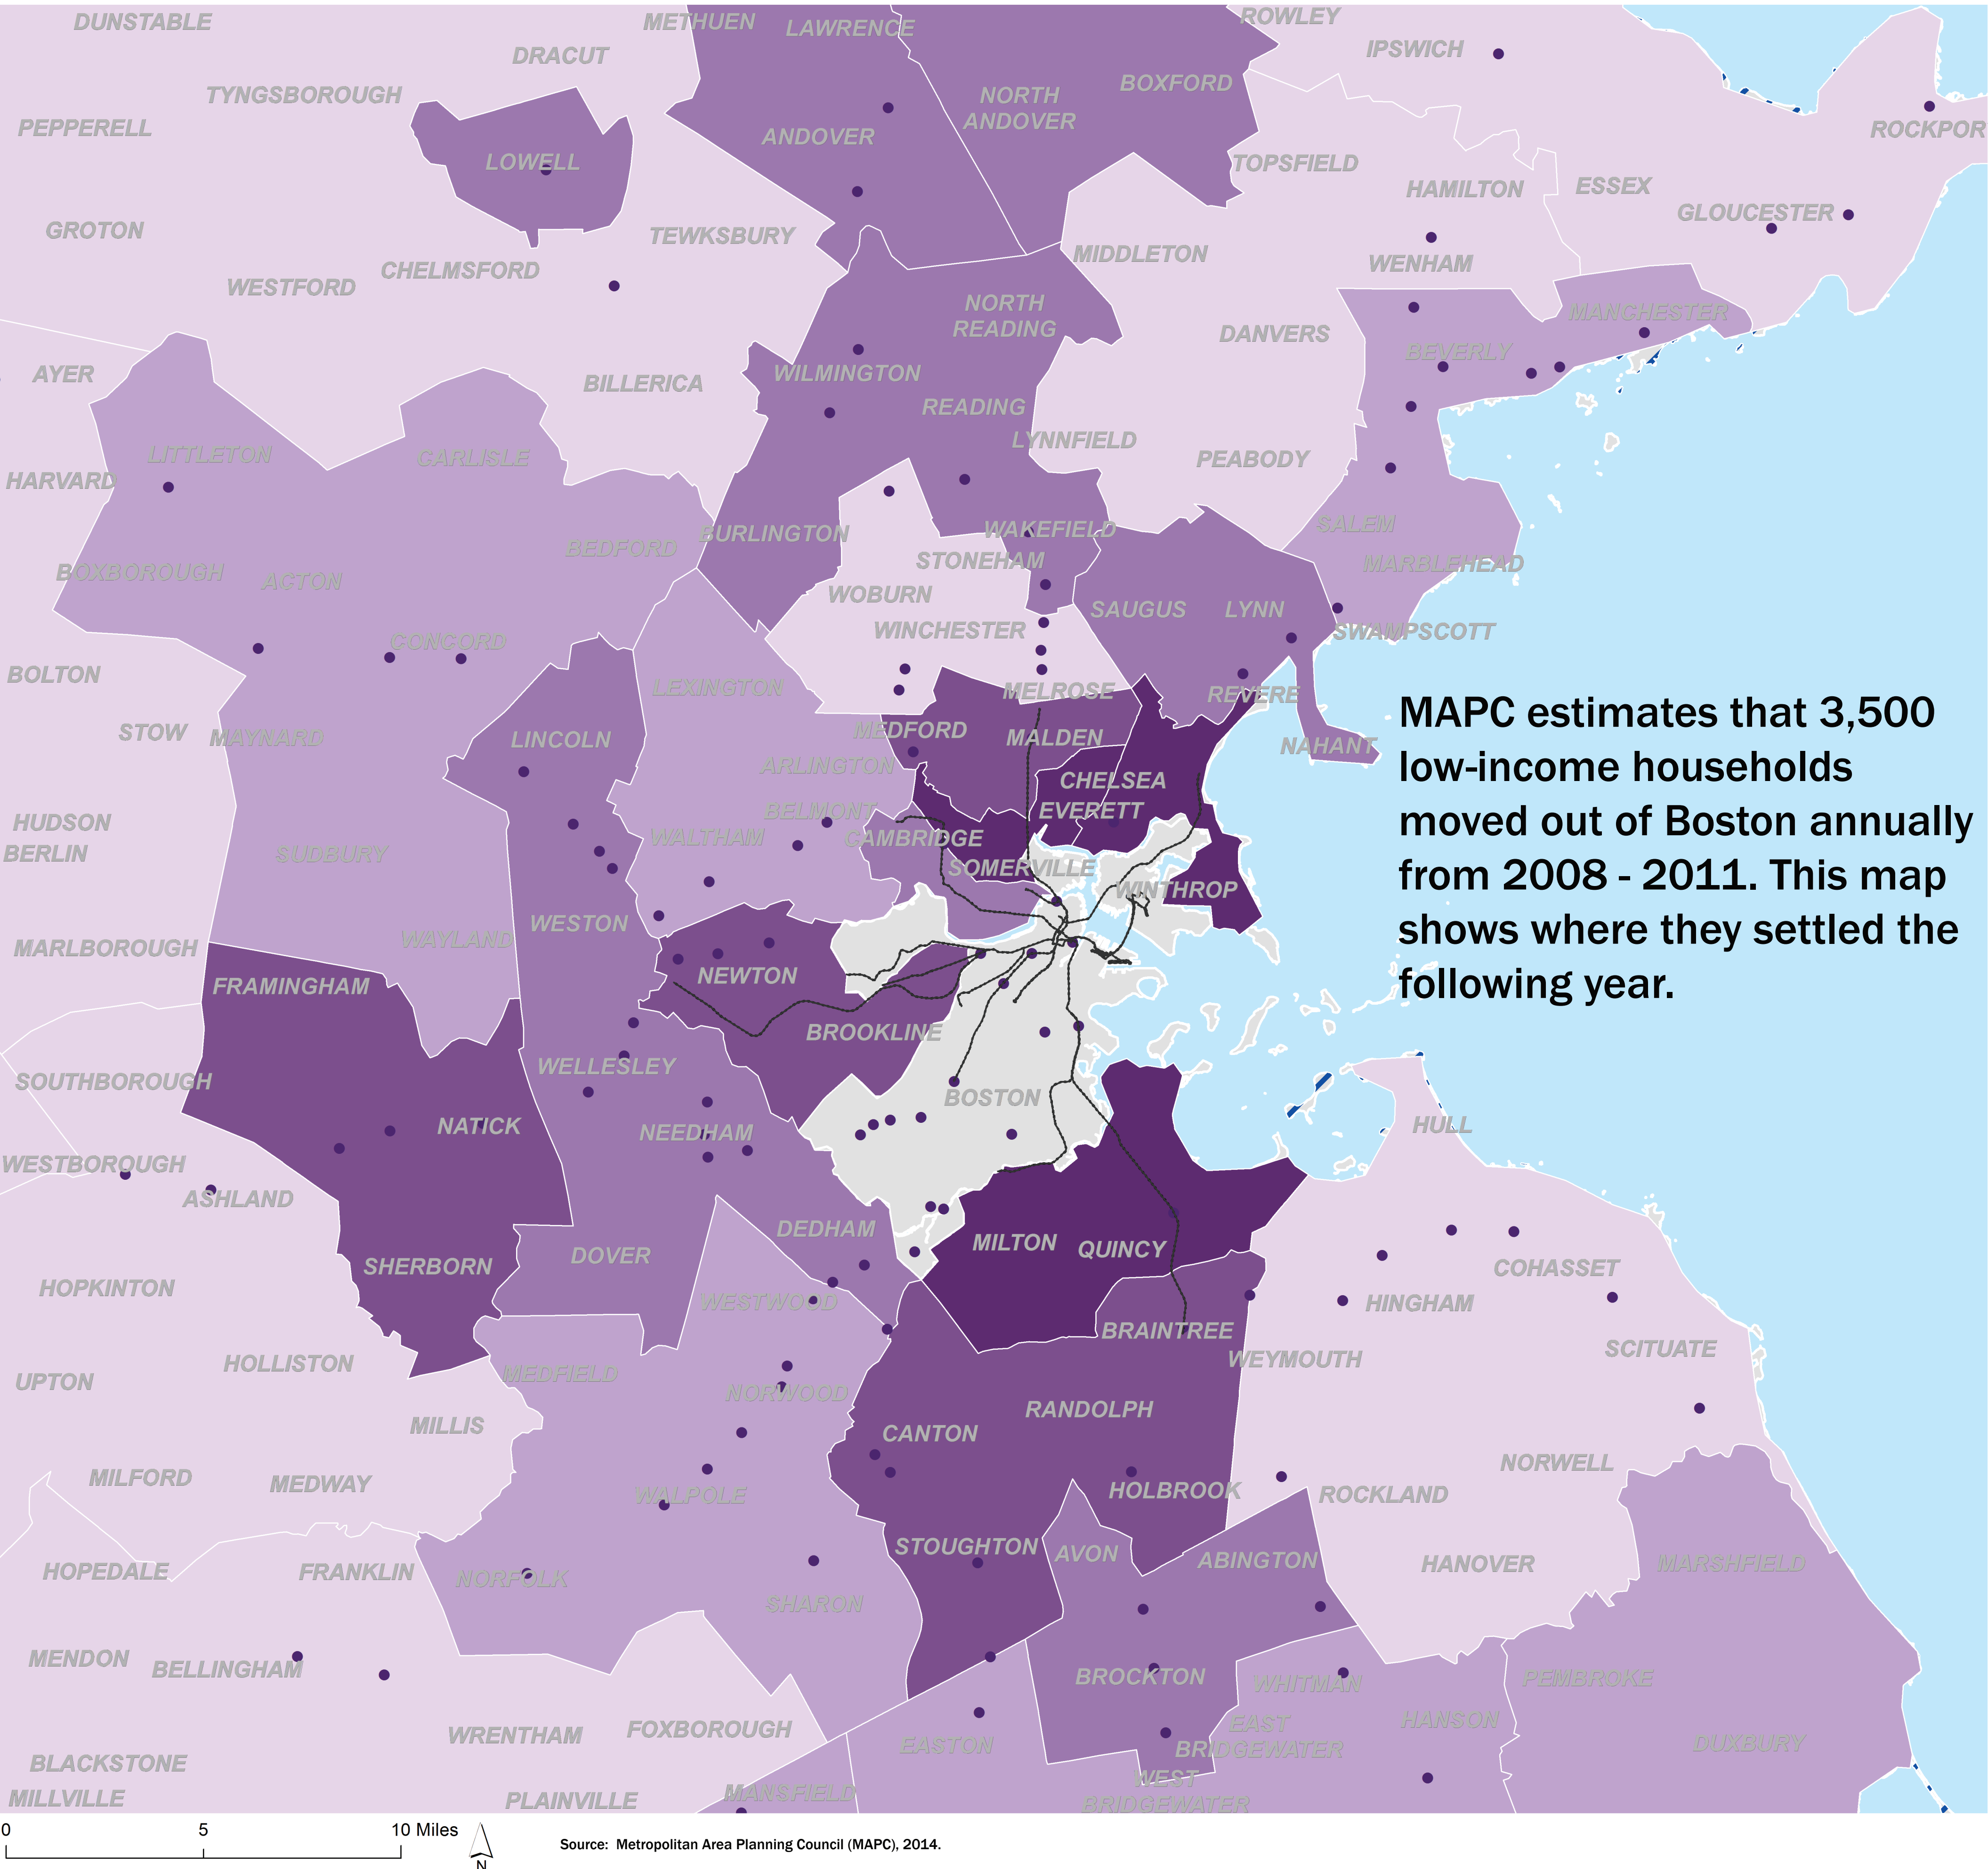 DUNSTABLE
METHUEN
LAWRENCE
ROWLEY
IPSWICH
DRACUT
BOXFORD
TYNGSBOROUGH
NORTH
ANDOVER
PEPPERELL
ANDOVER
ROCKPOR
LOWELL
TOPSFIELD
HAMILTON
ESSEX
GLOUCESTER
GROTON
TEWKSBURY
MIDDLETON
WENHAM
CHELMSFORD
WESTFORD
NORTH
READING
MANCHESTER
DANVERS
BEVERLY
AYER
BILLERICA
WILMINGTON
READING
LYNNFIELD
PEABODY
LITTLETON
CARLISLE
HARVARD
BURLINGTON
WAKEFIELD
SALEM
BEDFORD
STONEHAM
MARBLEHEAD
BOXBOROUGH
ACTON
WOBURN
SAUGUS
LYNN
WINCHESTER
SWAMPSCOTT
CONCORD
BOLTON
LEXINGTON
MELROSE
REVERE
MAPC estimates that 3,500
low-income households
moved out of Boston annually
from 2008 - 2011. This map
shows where they settled the
following year.
STOW
MAYNARD
LINCOLN
MEDFORD
MALDEN
NAHANT
ARLINGTON
CHELSEA
EVERETT
BELMONT
HUDSON
BERLIN
SUDBURY
WALTHAM
CAMBRIDGE
SOMERVILLE
WINTHROP
WESTON
MARLBOROUGH
WAYLAND
NEWTON
FRAMINGHAM
BROOKLINE
WELLESLEY
SOUTHBOROUGH
BOSTON
NATICK
NEEDHAM
HULL
WESTBOROUGH
ASHLAND
DEDHAM
MILTON
QUINCY
DOVER
SHERBORN
COHASSET
HOPKINTON
WESTWOOD
HINGHAM
BRAINTREE
SCITUATE
HOLLISTON
WEYMOUTH
UPTON
MEDFIELD
NORWOOD
RANDOLPH
MILLIS
CANTON
NORWELL
MILFORD
MEDWAY
WALPOLE
HOLBROOK
ROCKLAND
STOUGHTON
AVON
ABINGTON
HANOVER
MARSHFIELD
HOPEDALE
FRANKLIN
NORFOLK
SHARON
MENDON
BELLINGHAM
BROCKTON
WHITMAN
PEMBROKE
WRENTHAM
FOXBOROUGH
EASTON
EAST
BRIDGEWATER
HANSON
DUXBURY
BLACKSTONE
MILLVILLE
PLAINVILLE
MANSFIELD
WEST
BRIDGEWATER
0 5 10 Miles
N
Source: Metropolitan Area Planning Council (MAPC), 2014.